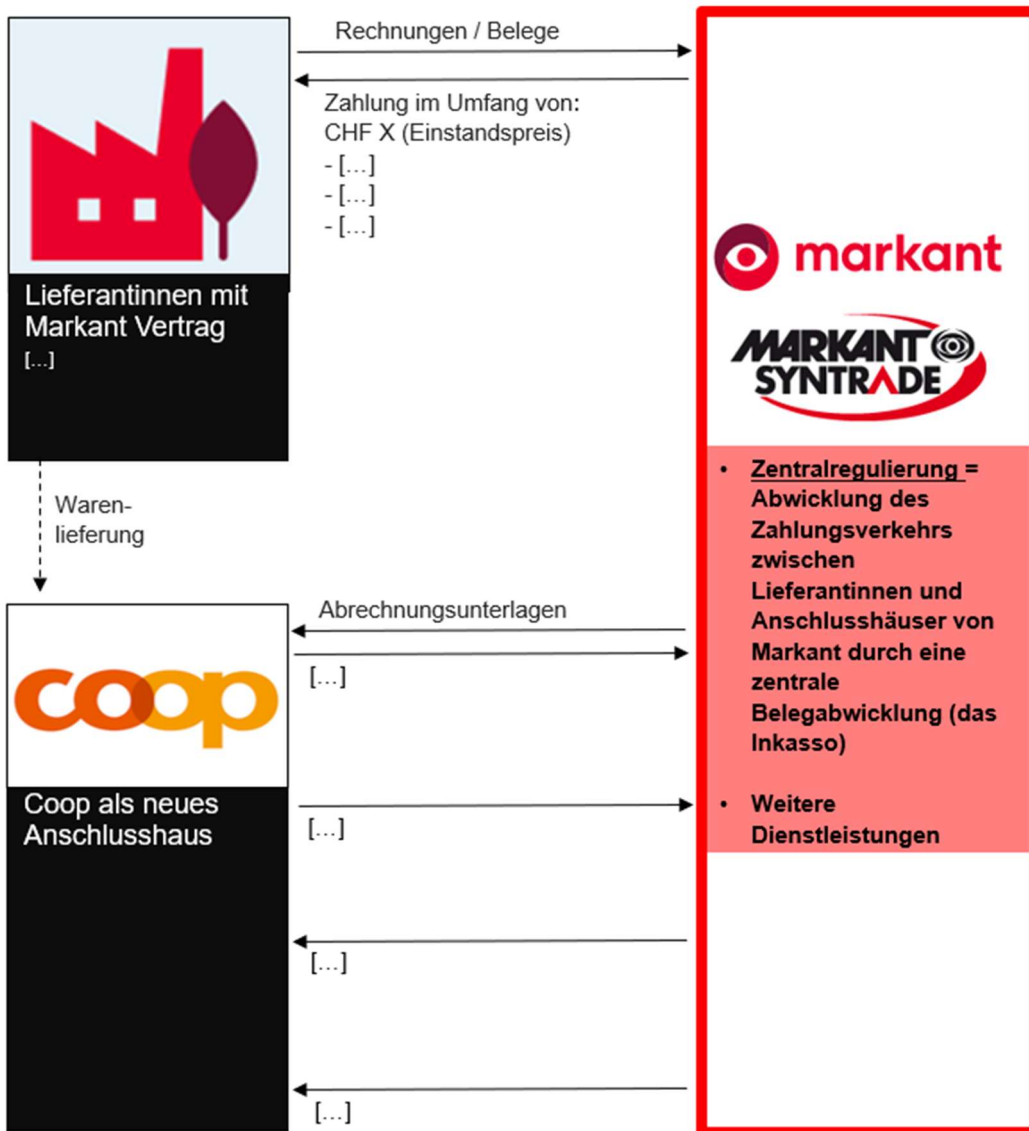 Rechnungen / Belege
Zahlung im Umfang von:
CHF X (Einstandspreis)
- [...]
- [...]
- [...]
Lieferantinnen mit
Markant Vertrag
[...]
markant
MARKANT
SYNTRADE
Waren-
lieferung
• Zentralregulierung =
Abwicklung des
Zahlungsverkehrs
zwischen
Lieferantinnen und
Anschlusshäuser von
Markant durch eine
zentrale
Belegabwicklung (das
Inkasso)
• Weitere
Dienstleistungen
Abrechnungsunterlagen
[...]
coop
Coop als neues
Anschlusshaus
[...]
[...]
[...]